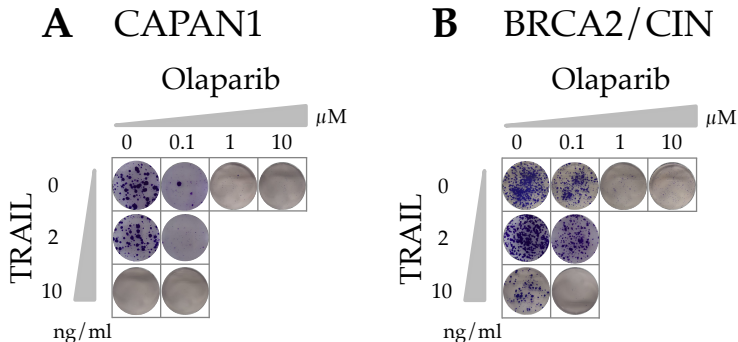 A CAPAN1
Olaparib
µM
0 0.1 1 10
TRAIL
0
2
10
ng/ml
B BRCA2/CIN
Olaparib
µM
0 0.1 1 10
TRAIL
0
2
10
ng/ml